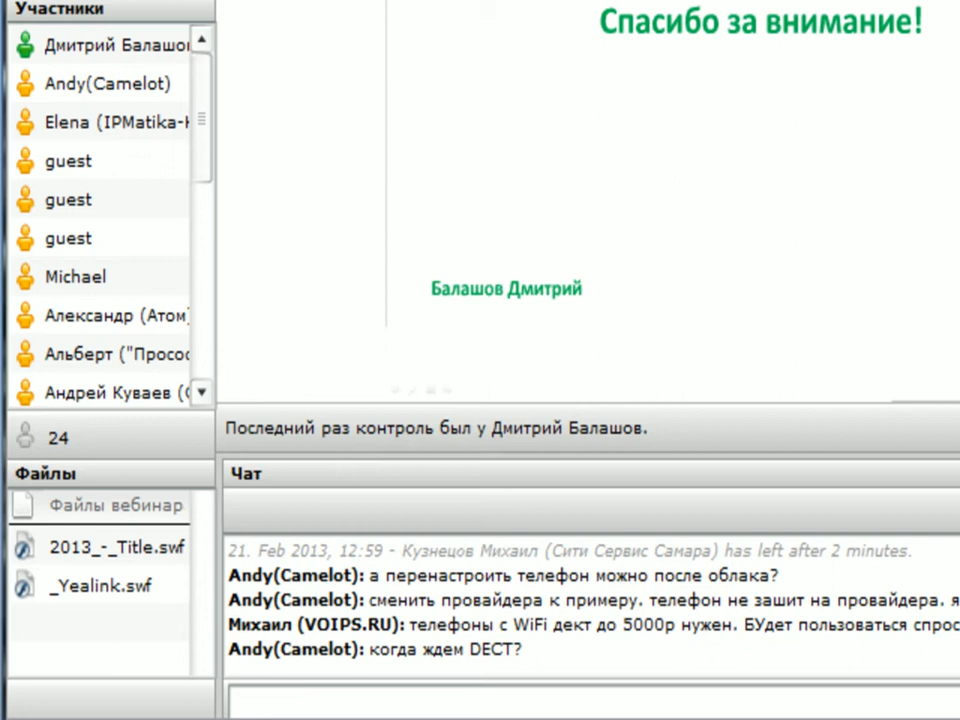 Участники
Дмитрий Балашов
Andy(Camelot)
Elena (IPMatika-
guest
guest
guest
Michael
Александр (Атом)
Альберт ("Просо
Андрей Куваев (
24
Файлы
Файлы вебинар
2013_-_Title.swf
_Yealink.swf
Спасибо за внимание!
Балашов Дмитрий
Последний раз контроль был у Дмитрий Балашов.
Чат
21. Feb 2013, 12:59 - Кузнецов Михаил (Сити Сервис Самара) has left after 2 minutes.
Andy(Camelot): а перенастроить телефон можно после облака?
Andy(Camelot): сменить провайдера к примеру. телефон не зашит на провайдера. я
Михаил (VOIPS.RU): телефоны с WiFi дект до 5000р нужен. БУдет пользоваться спрос
Andy(Camelot): когда ждем DECT?